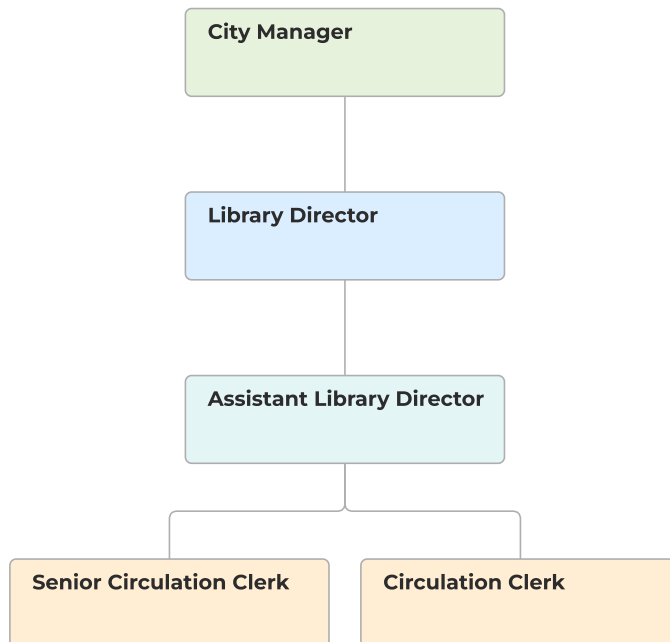 City Manager
Library Director
Assistant Library Director
Senior Circulation Clerk
Circulation Clerk